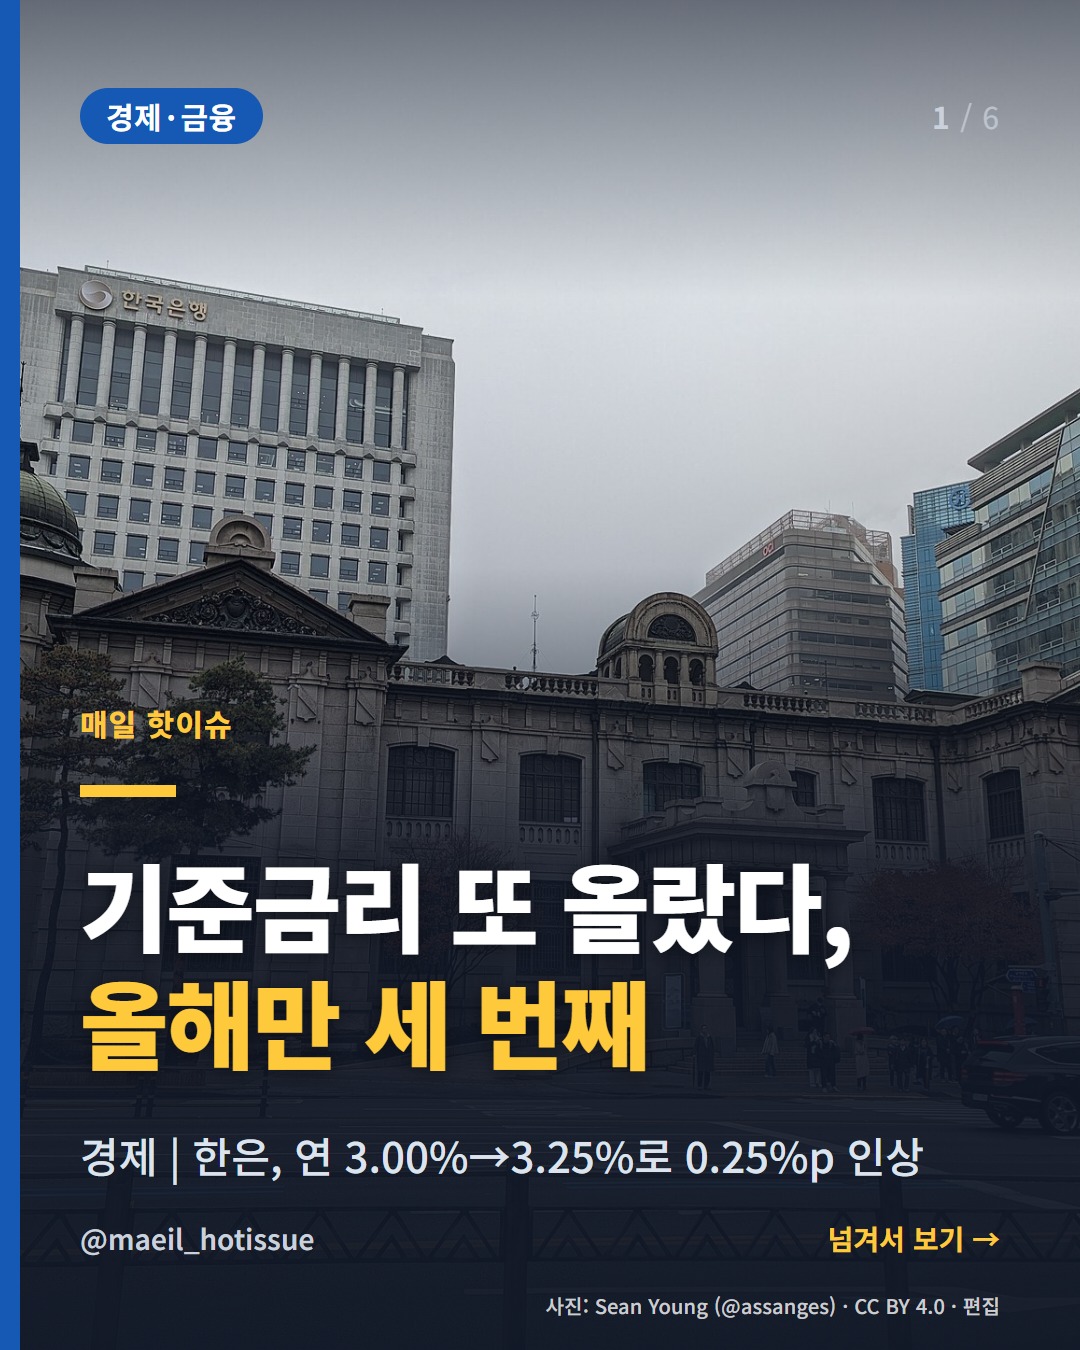 경제·금융
1 / 6
한국은행
매일 핫이슈
기준금리 또 올랐다,
올해만 세 번째
경제 | 한은, 연 3.00%→3.25%로 0.25%p 인상
@maeil_hotissue
넘겨서 보기 →
사진: Sean Young (@assanges) · CC BY 4.0 · 편집